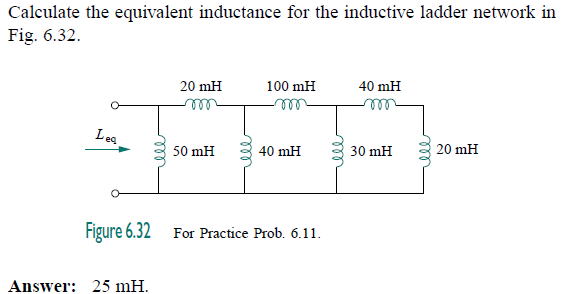 Calculate the equivalent inductance for the inductive ladder network in
Fig. 6.32.
20 mH 100 mH 40 mH
Leq
50 mH 40 mH 30 mH 20 mH
Figure 6.32 For Practice Prob. 6.11.
Answer: 25 mH.